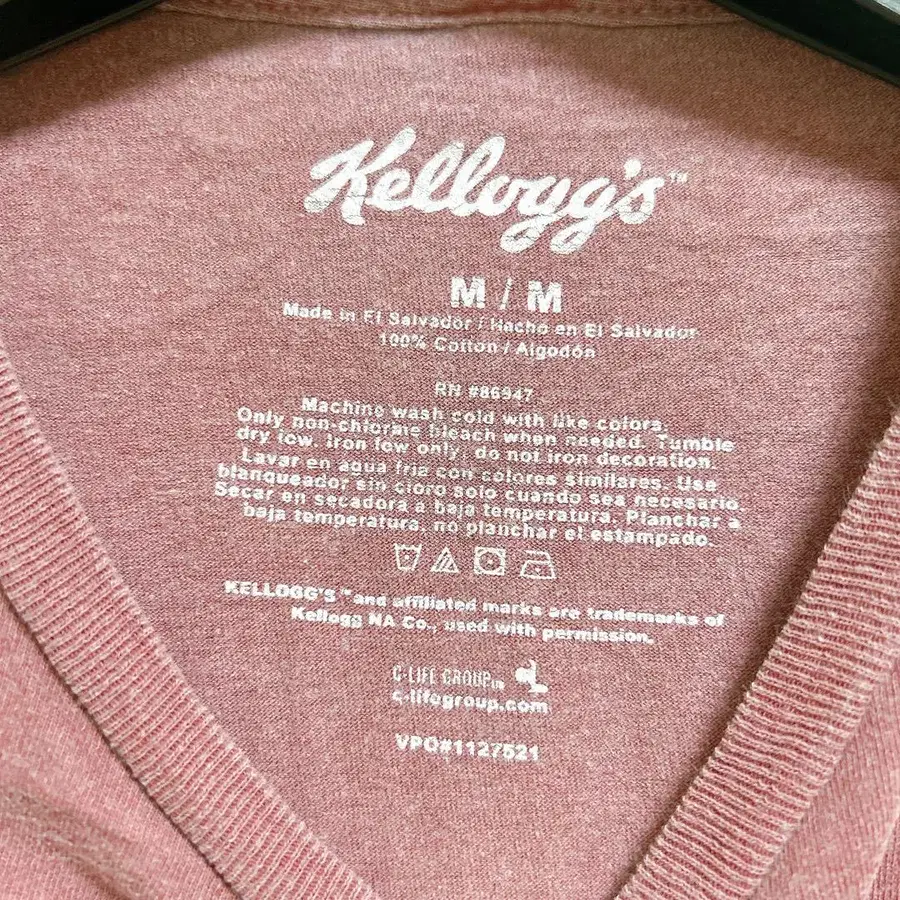 Kellogg's™
M / M
Made in El Salvador / Hacho en El Salvador
100% Cotton / Algodón
RN #86947
Machine wash cold with like colors.
Only non-chlorate bleach when needed. Tumble
dry low. Iron low only; do not iron decoration.
Lavar en agua fria con colores similares. Use
blanqueador sin cloro solo cuando sea necesario.
Secar en secadora a baja temperatura. Planchar a
baja temperatura, no planchar el estampado.
KELLOGG'S ™ and affiliated marks are trademarks of
Kellogg NA Co., used with permission.
C-LIFE GROUP
c-lifegroup.com
VPO#1127521